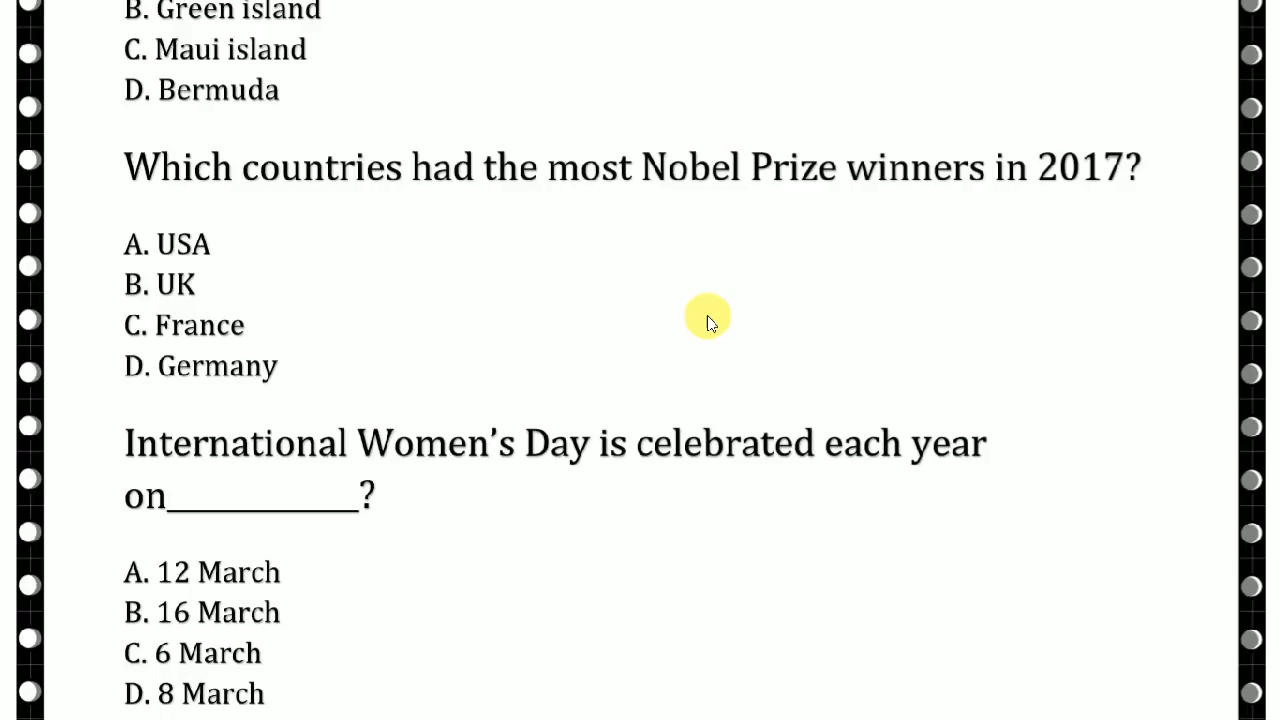 B. Green island
C. Maui island
D. Bermuda
Which countries had the most Nobel Prize winners in 2017?
A. USA
B. UK
C. France
D. Germany
International Women’s Day is celebrated each year
on____________?
A. 12 March
B. 16 March
C. 6 March
D. 8 March